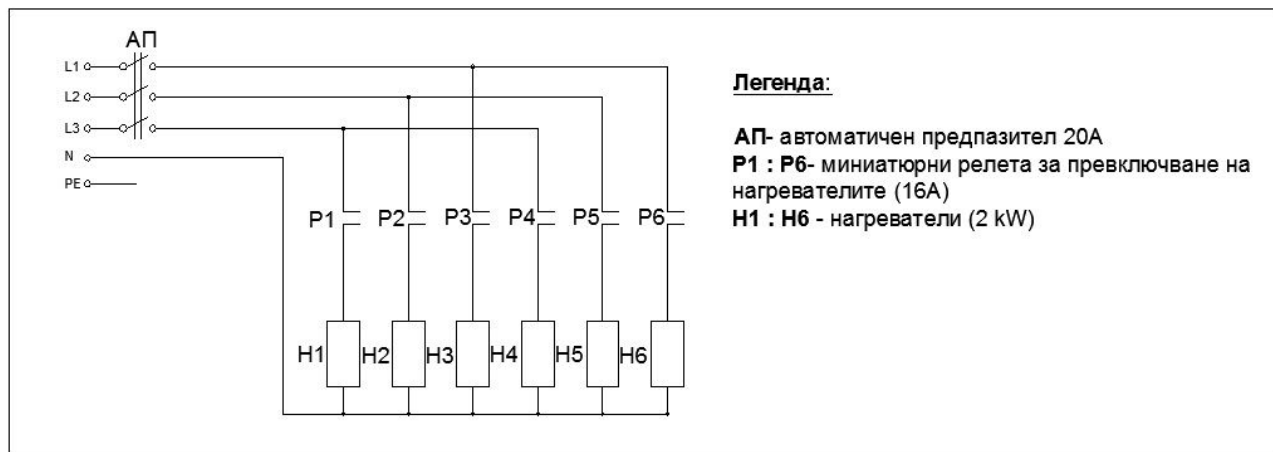 АП
L1
L2
L3
N
PE
P1 P2 P3 P4 P5 P6
H1 H2 H3 H4 H5 H6
Легенда:
АП- автоматичен предпазител 20А
P1 : P6- миниатюрни релета за превключване на
нагревателите (16А)
H1 : H6 - нагреватели (2 kW)